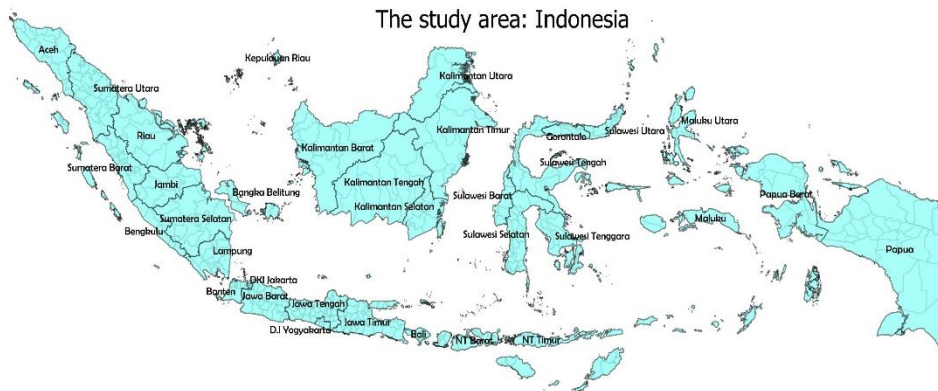 The study area: Indonesia
Aceh
Kepulauan Riau
Kalimantan Utara
Sumatera Utara
Maluku Utara
Riau
Kalimantan Timur
Gorontalo
Sulawesi Utara
Kalimantan Barat
Sumatera Barat
Sulawesi Tengah
Jambi
Kalimantan Tengah
Bangka Belitung
Sulawesi Barat
Papua Barat
Kalimantan Selatan
Sumatera Selatan
Maluku
Bengkulu
Sulawesi Selatan
Sulawesi Tenggara
Papua
Lampung
DKI Jakarta
Banten
Jawa Barat
Jawa Tengah
Jawa Timur
D.I Yogyakarta
Bali
NT Barat
NT Timur